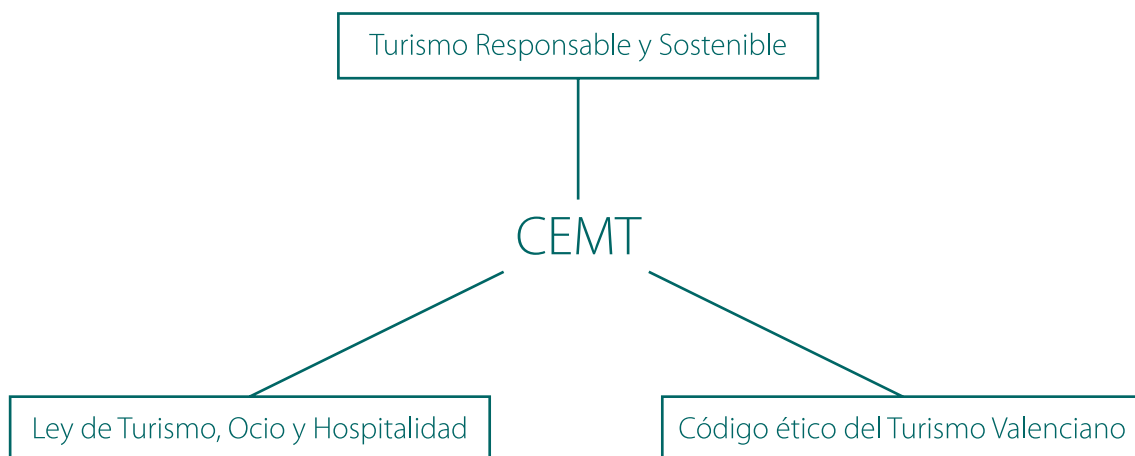 Turismo Responsable y Sostenible
CEMT
Ley de Turismo, Ocio y Hospitalidad
Código ético del Turismo Valenciano